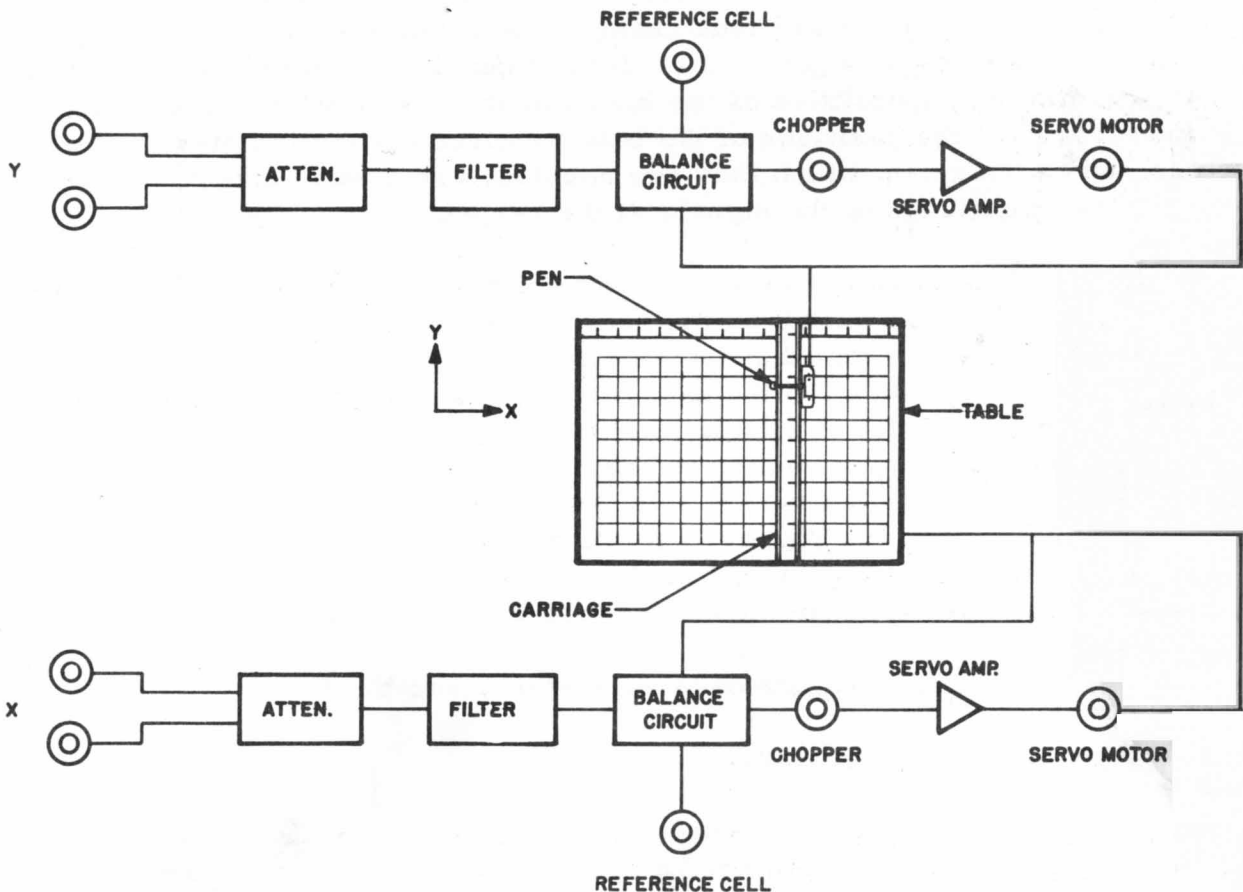 REFERENCE CELL
CHOPPER
SERVO MOTOR
Y
ATTEN.
FILTER
BALANCE
CIRCUIT
SERVO AMP.
PEN
Y
X
TABLE
CARRIAGE
X
ATTEN.
FILTER
BALANCE
CIRCUIT
SERVO AMP.
CHOPPER
SERVO MOTOR
REFERENCE CELL